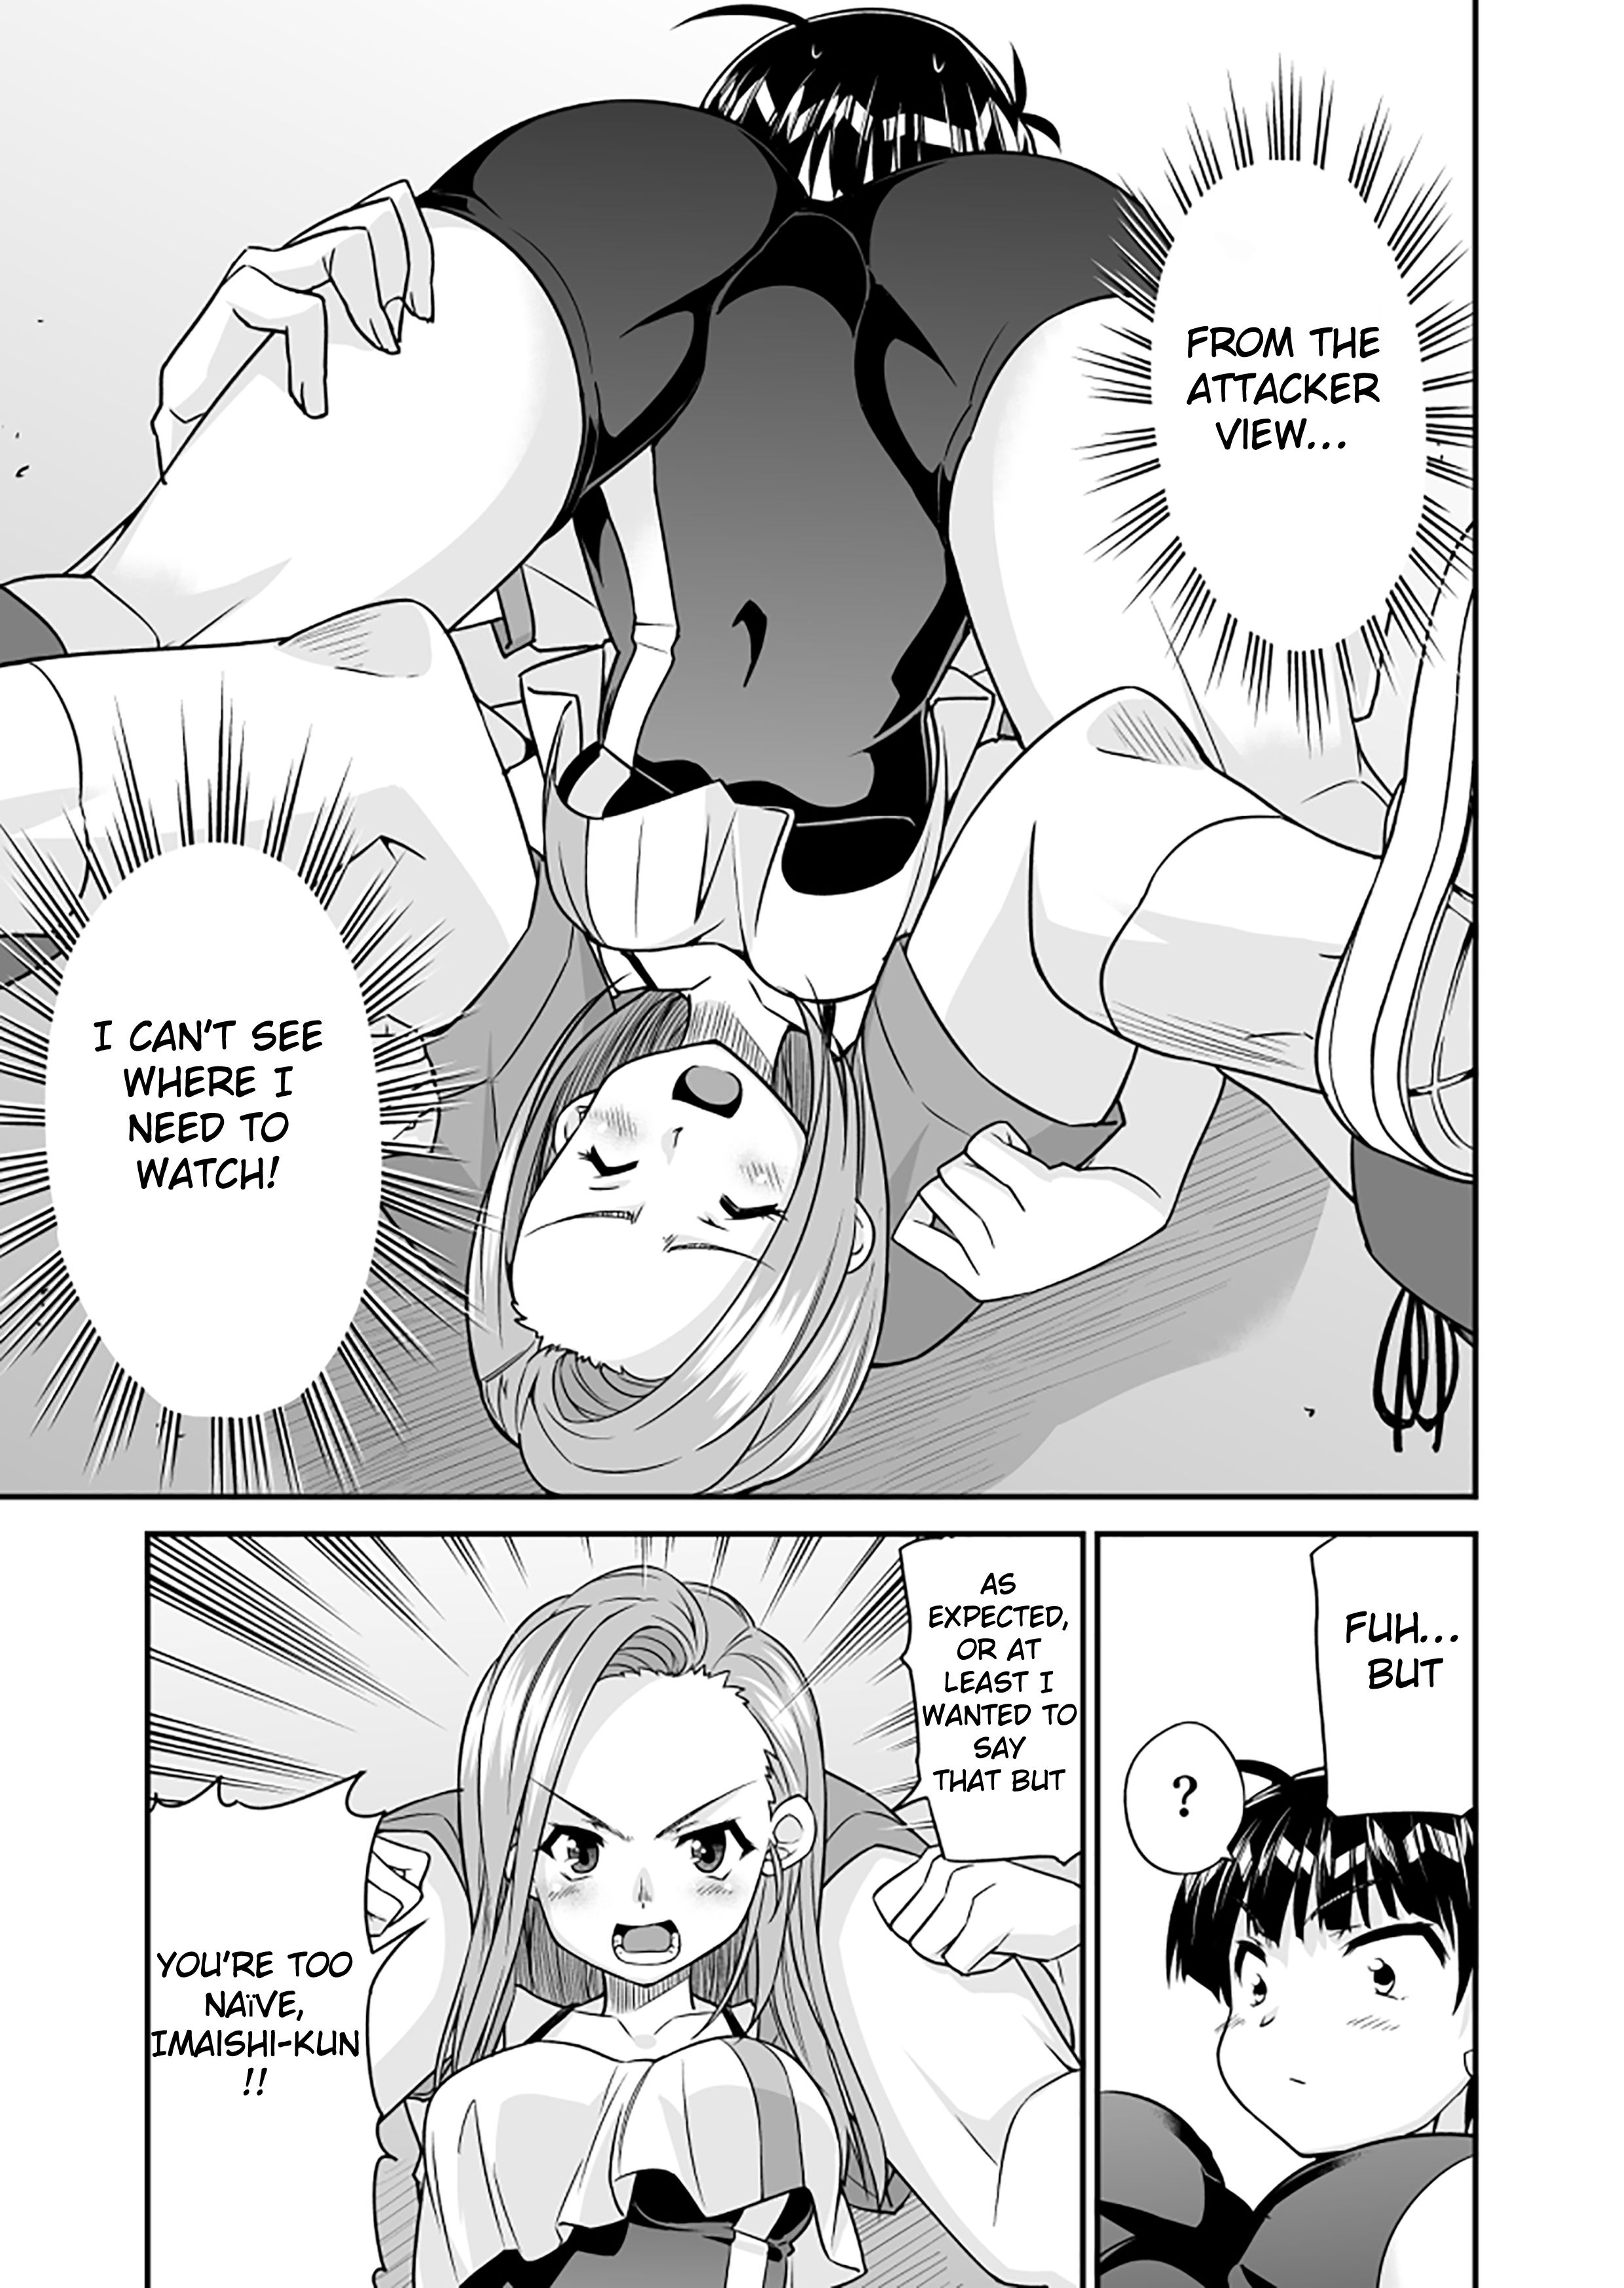 FROM THE
ATTACKER
VIEW...
I CAN'T SEE
WHERE I
NEED TO
WATCH!
FUH...
BUT
?
AS
EXPECTED,
OR AT
LEAST I
WANTED TO
SAY
THAT BUT
YOU'RE TOO
NAÏVE,
IMAISHI-KUN
!!